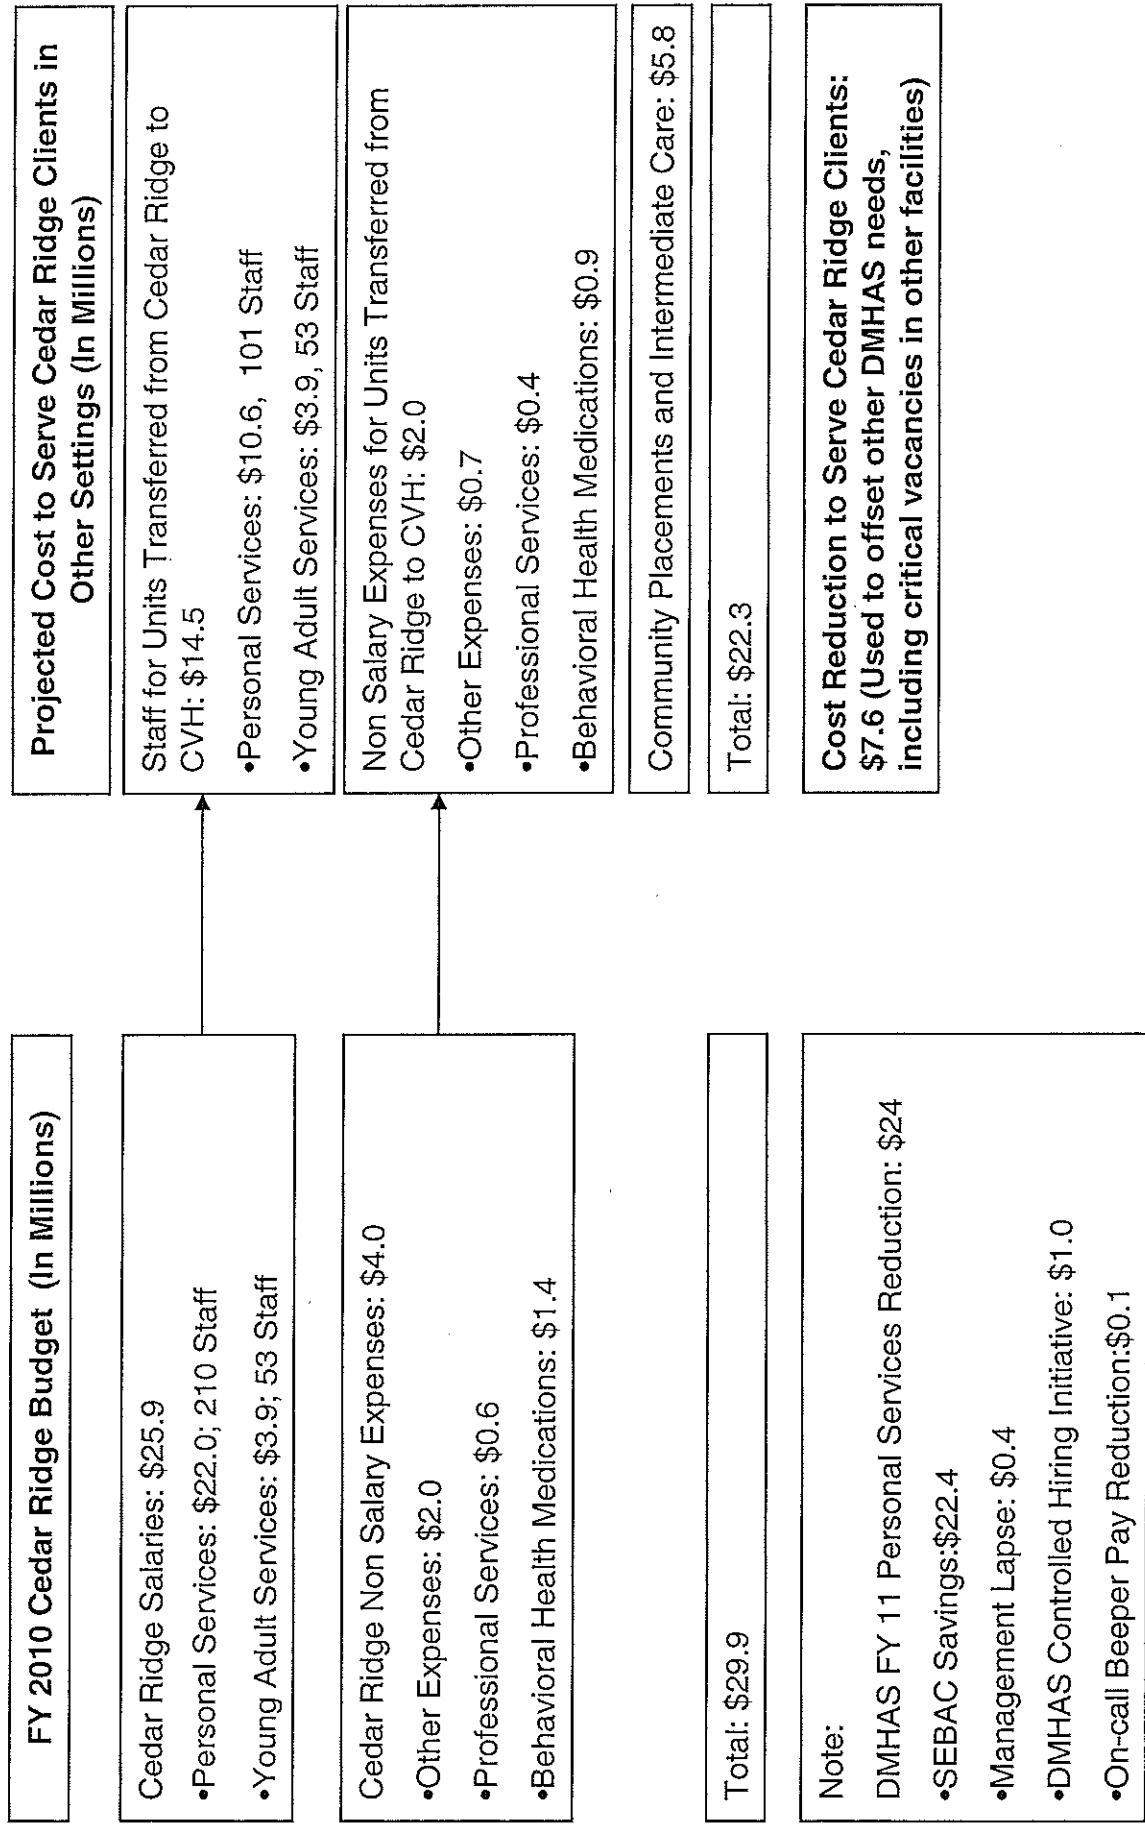 FY 2010 Cedar Ridge Budget (In Millions)
Cedar Ridge Salaries: $25.9
•Personal Services: $22.0; 210 Staff
•Young Adult Services: $3.9; 53 Staff
Cedar Ridge Non Salary Expenses: $4.0
•Other Expenses: $2.0
•Professional Services: $0.6
•Behavioral Health Medications: $1.4
Total: $29.9
Note:
DMHAS FY 11 Personal Services Reduction: $24
•SEBAC Savings:$22.4
•Management Lapse: $0.4
•DMHAS Controlled Hiring Initiative: $1.0
•On-call Beeper Pay Reduction:$0.1
Projected Cost to Serve Cedar Ridge Clients in
Other Settings (In Millions)
Staff for Units Transferred from Cedar Ridge to
CVH: $14.5
•Personal Services: $10.6, 101 Staff
•Young Adult Services: $3.9, 53 Staff
Non Salary Expenses for Units Transferred from
Cedar Ridge to CVH: $2.0
•Other Expenses: $0.7
•Professional Services: $0.4
•Behavioral Health Medications: $0.9
Community Placements and Intermediate Care: $5.8
Total: $22.3
Cost Reduction to Serve Cedar Ridge Clients:
$7.6 (Used to offset other DMHAS needs,
including critical vacancies in other facilities)